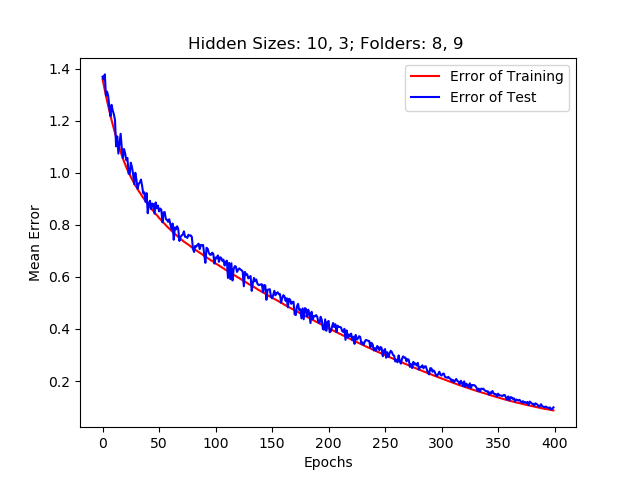 Hidden Sizes: 10, 3; Folders: 8, 9
Error of Training
Error of Test
Mean Error
1.4
1.2
1.0
0.8
0.6
0.4
0.2
0 50 100 150 200 250 300 350 400
Epochs